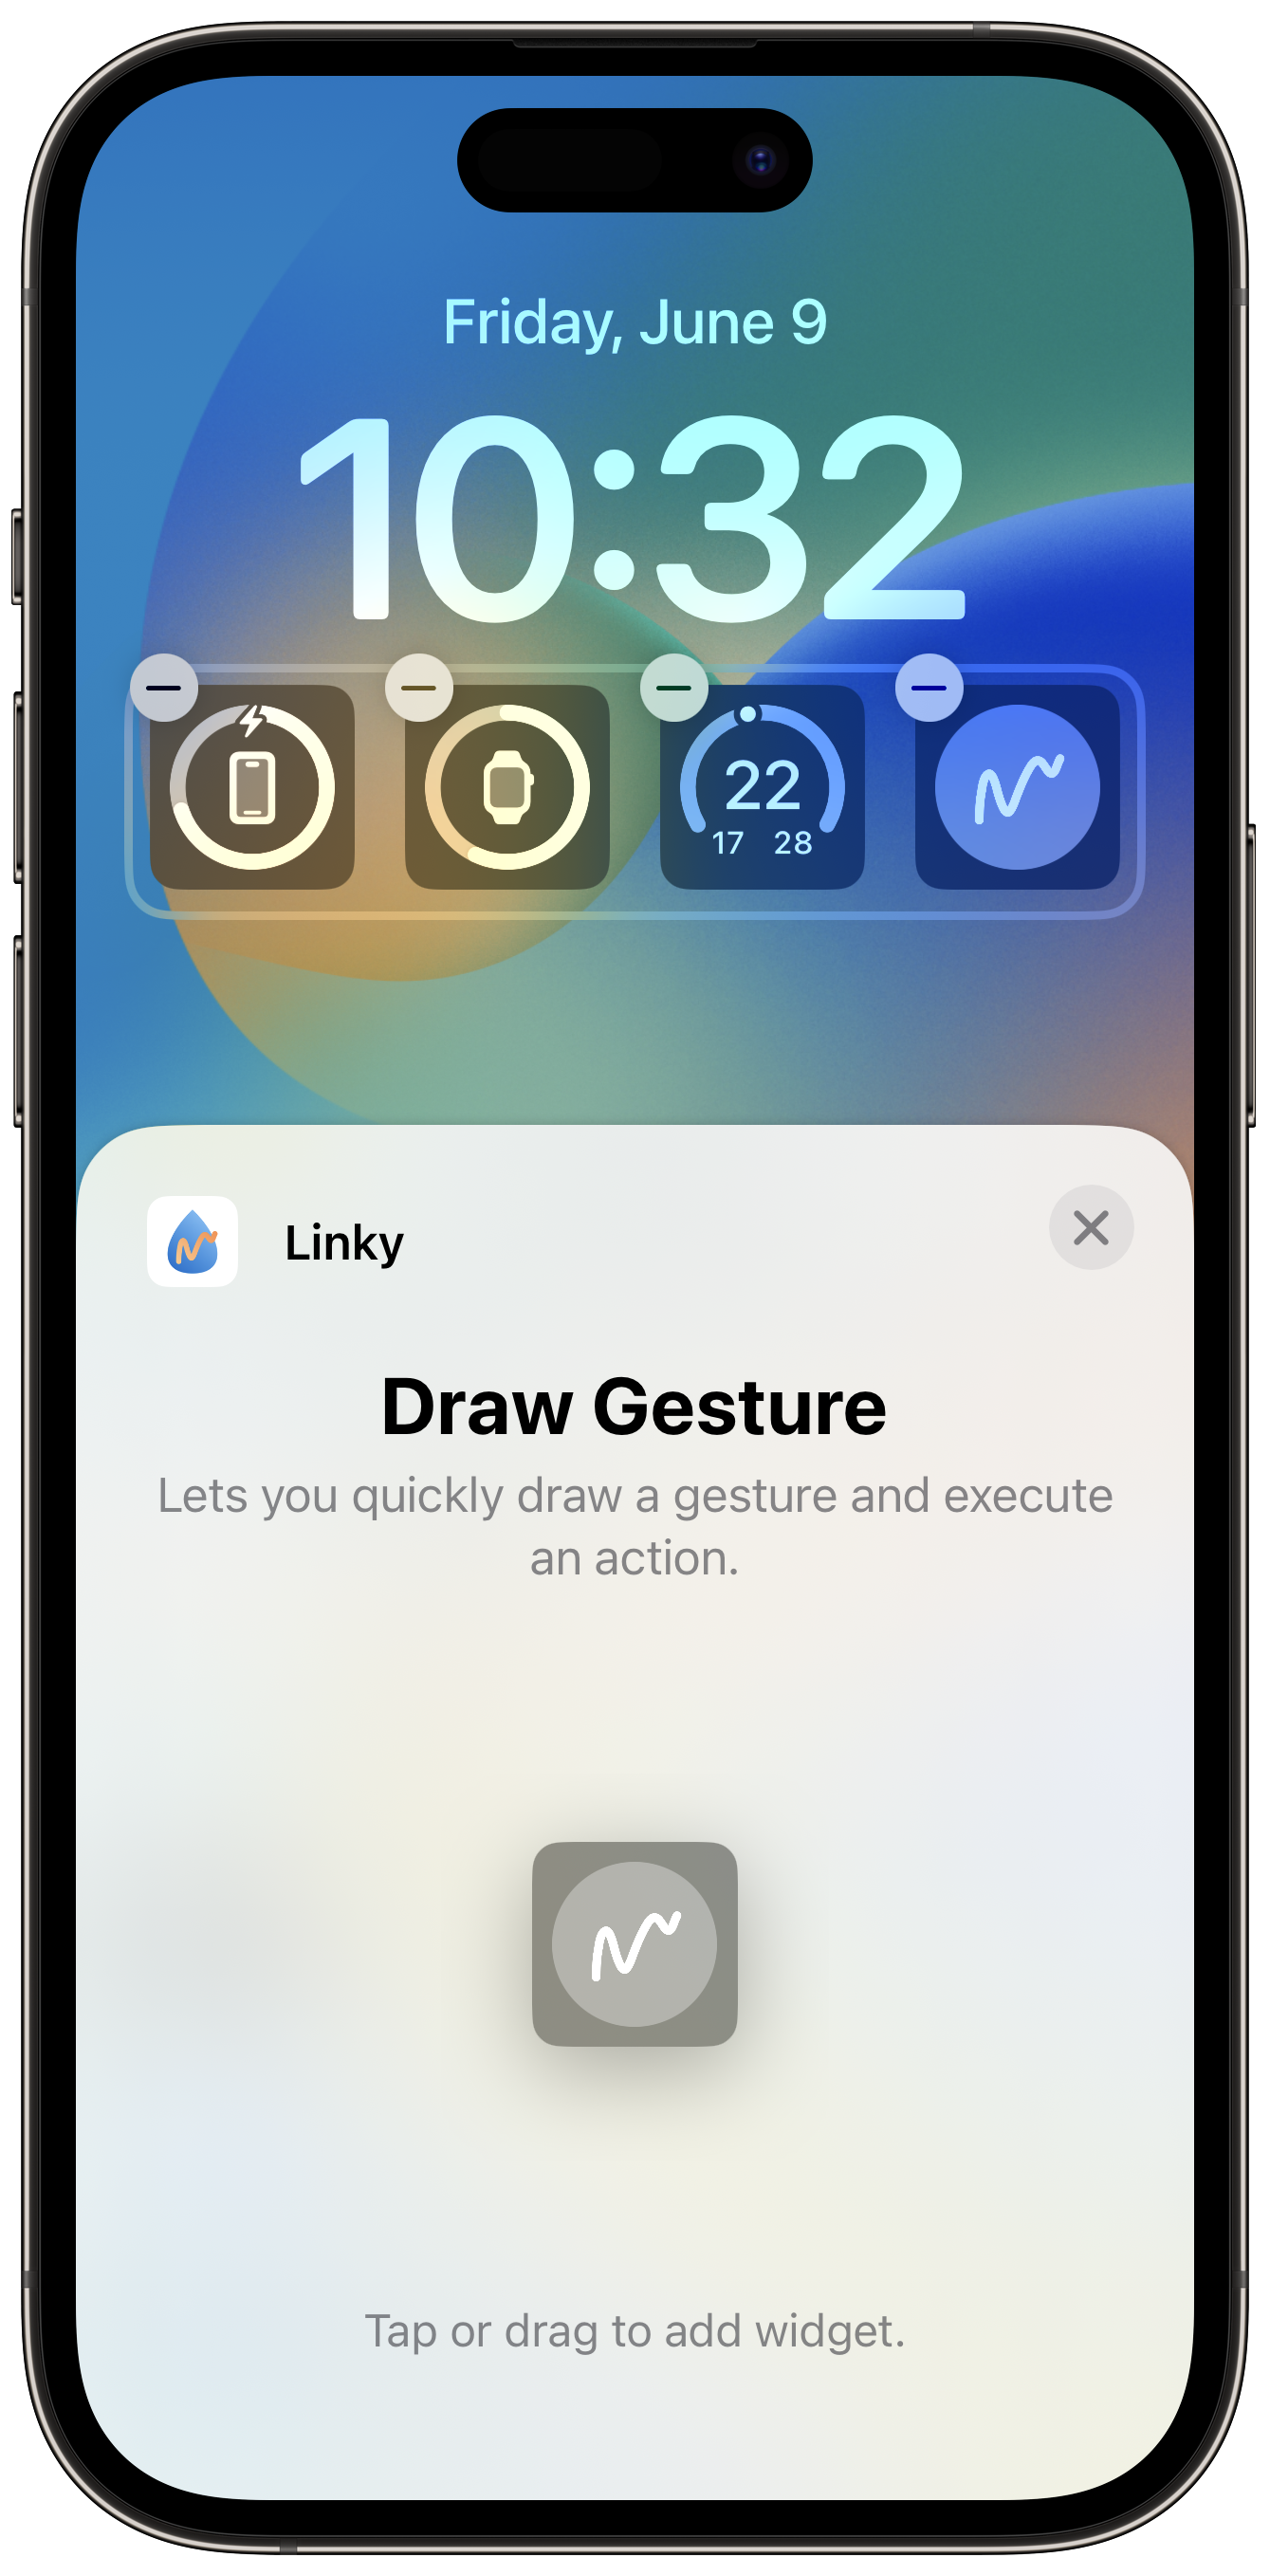 Friday, June 9
10:32
22
17 28
Linky
Draw Gesture
Lets you quickly draw a gesture and execute
an action.
Tap or drag to add widget.